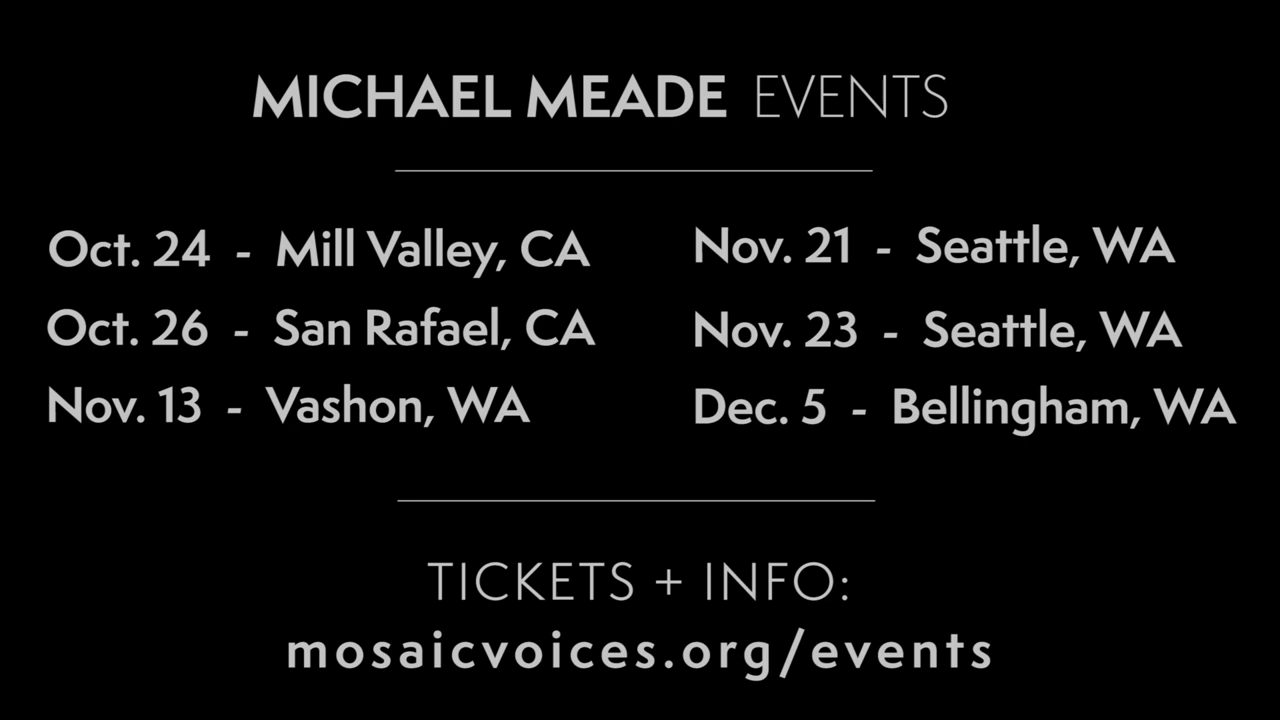 MICHAEL MEADE EVENTS
Oct. 24 - Mill Valley, CA
Oct. 26 - San Rafael, CA
Nov. 13 - Vashon, WA
Nov. 21 - Seattle, WA
Nov. 23 - Seattle, WA
Dec. 5 - Bellingham, WA
TICKETS + INFO:
mosaicvoices.org/events